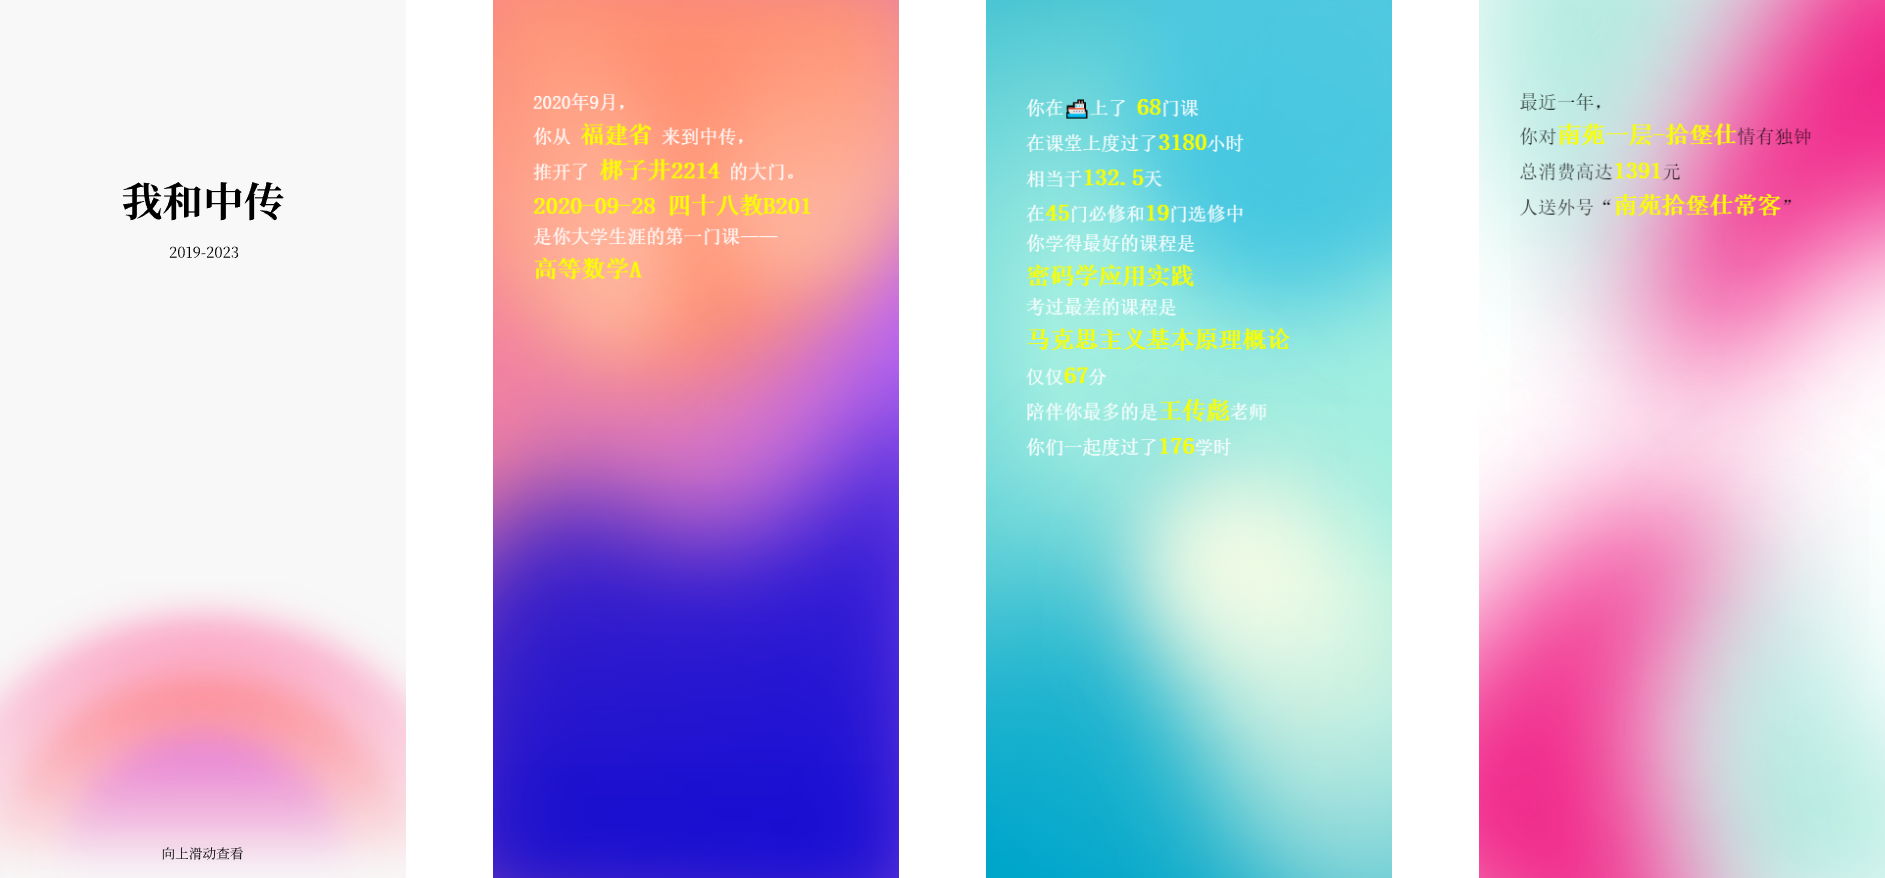 我和中传
2019-2023
向上滑动查看
2020年9月，
你从 福建省 来到中传，
推开了 梆子井2214 的大门。
2020-09-28 四十八教B201
是你大学生涯的第一门课——
高等数学A
你在🚢上了 68门课
在课堂上度过了3180小时
相当于132.5天
在45门必修和19门选修中
你学得最好的课程是
密码学应用实践
考过最差的课程是
马克思主义基本原理概论
仅仅67分
陪伴你最多的是王传彪老师
你们一起度过了176学时
最近一年，
你对南苑一层-拾堡仕情有独钟
总消费高达1391元
人送外号“南苑拾堡仕常客”